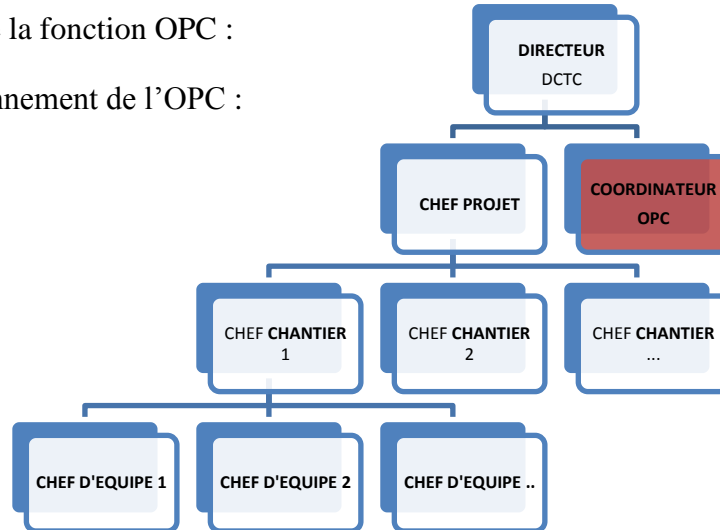 la fonction OPC :
nnement de l'OPC :
DIRECTEUR
DCTC
CHEF PROJET
COORDINATEUR
OPC
CHEF CHANTIER
1
CHEF CHANTIER
2
CHEF CHANTIER
...
CHEF D'EQUIPE 1
CHEF D'EQUIPE 2
CHEF D'EQUIPE ..